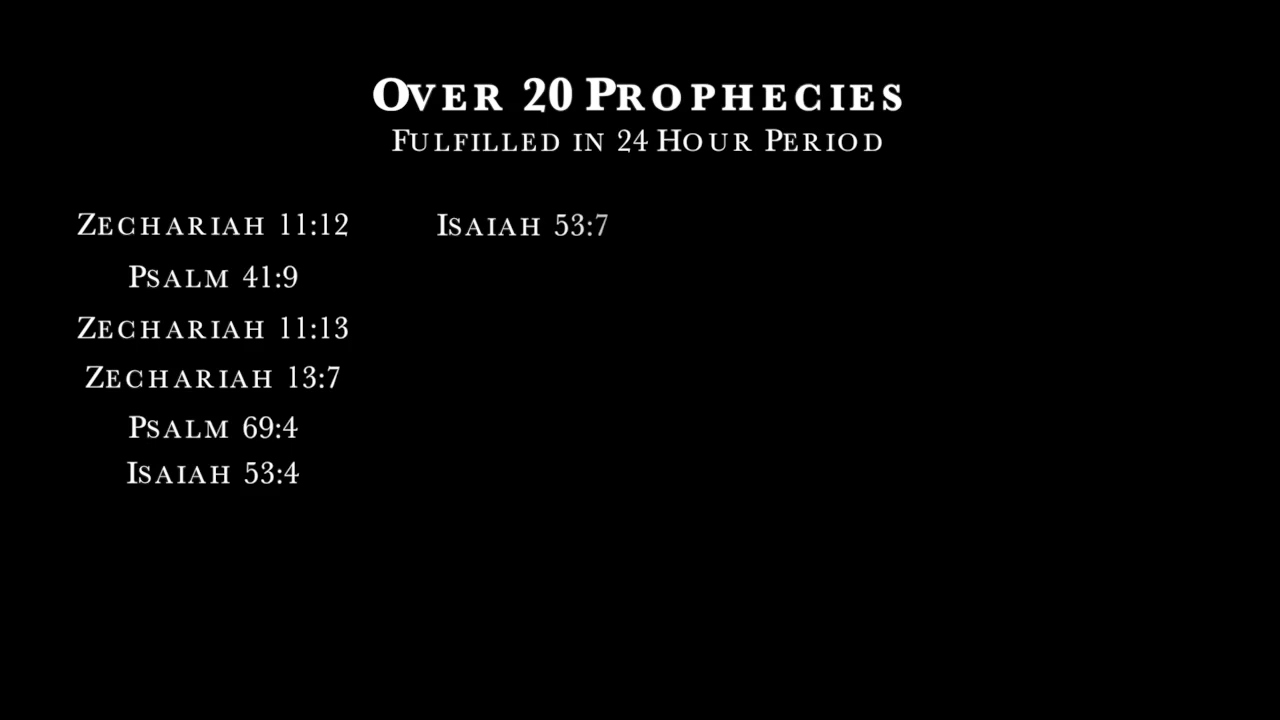 Over 20 Prophecies
Fulfilled in 24 Hour Period
Zechariah 11:12
Psalm 41:9
Zechariah 11:13
Zechariah 13:7
Psalm 69:4
Isaiah 53:4
Isaiah 53:7